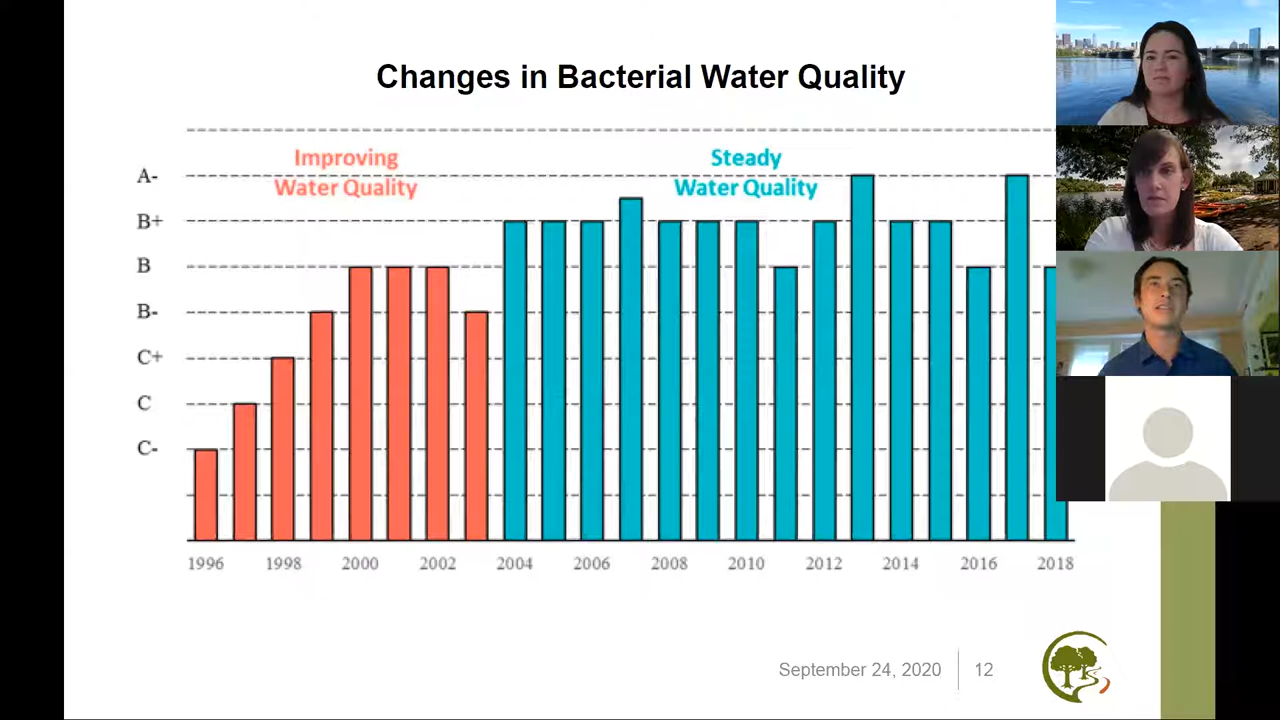 Changes in Bacterial Water Quality
Improving
Water Quality
Steady
Water Quality
A-
B+
B
B-
C+
C
C-
1996 1998 2000 2002 2004 2006 2008 2010 2012 2014 2016 2018
September 24, 2020 12